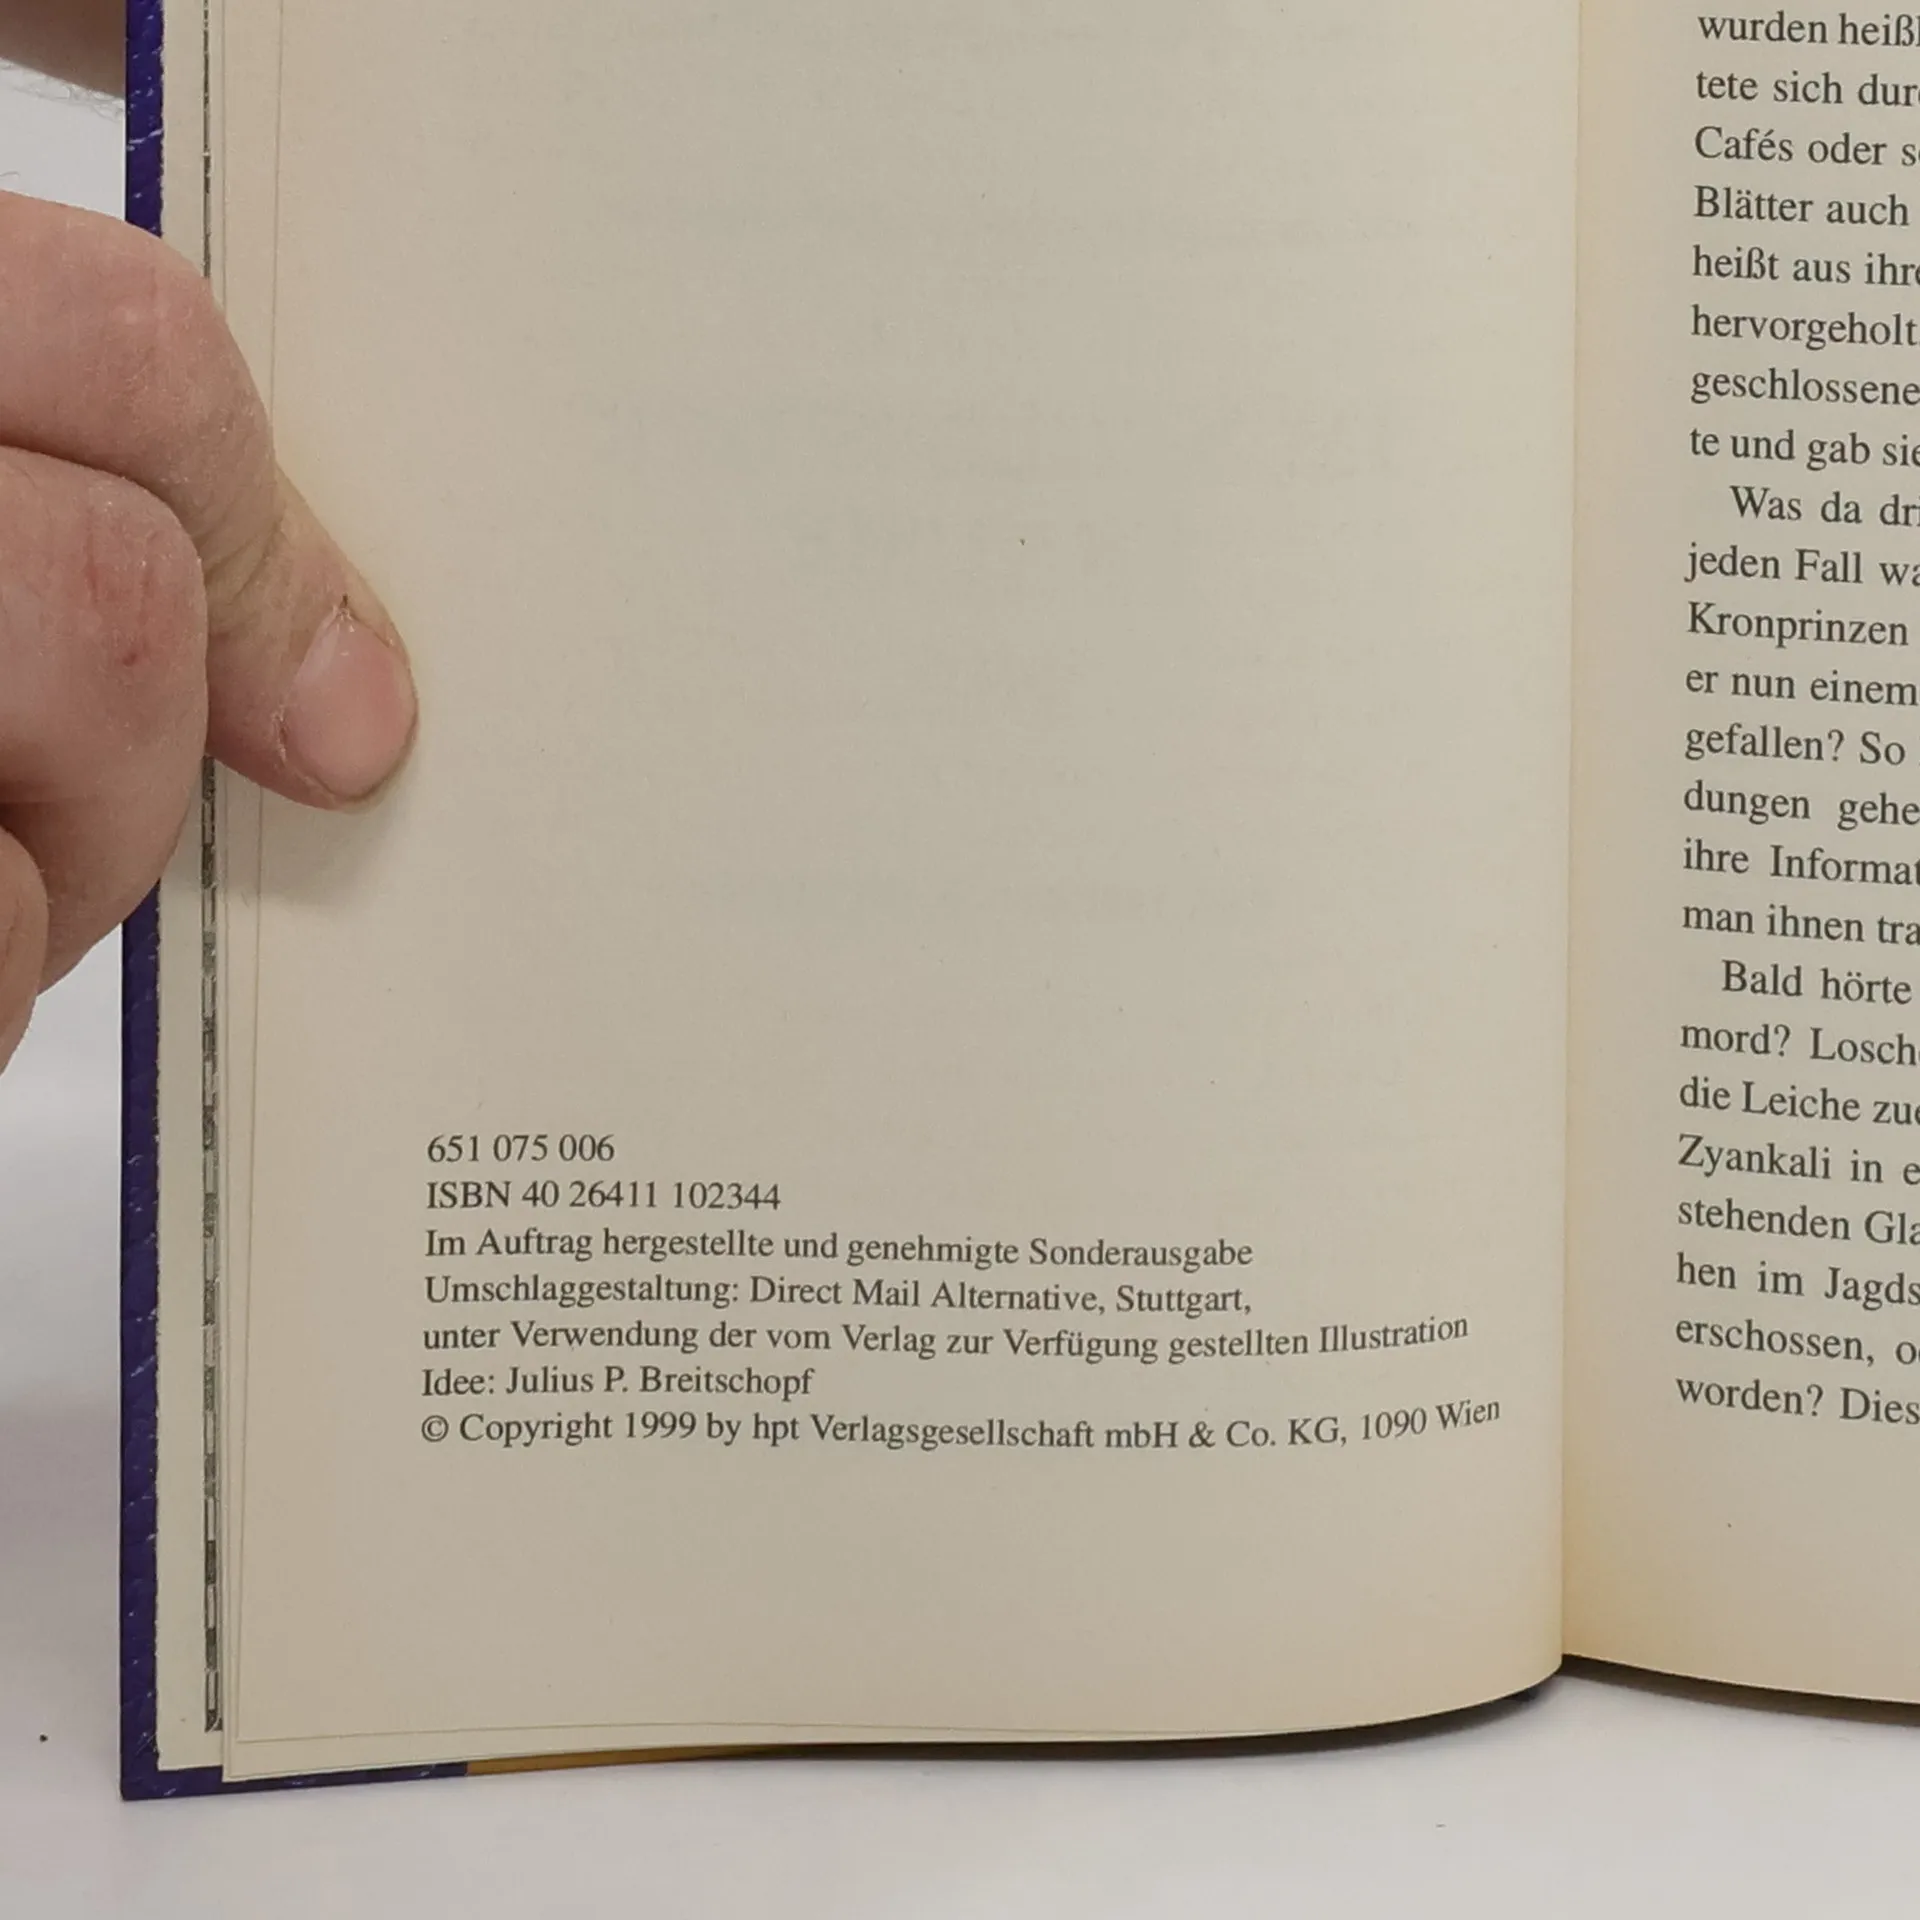 651 075 006
ISBN 40 26411 102344
Im Auftrag hergestellte und genehmigte Sonderausgabe
Umschlaggestaltung: Direct Mail Alternative, Stuttgart,
unter Verwendung der vom Verlag zur Verfügung gestellten Illustration
Idee: Julius P. Breitschopf
© Copyright 1999 by hpt Verlagsgesellschaft mbH & Co. KG, 1090 Wien
wurden
tete sich
Cafés oder
Blätter auch
heißt aus
hervorgeholt
geschlossene
te und gab
Was da
jeden Fall
Kronprinzen
er nun einem
gefallen? So
dungen gehe
ihre
man ihnen
Bald hörte
mord?
die Leiche
Zyankali in
stehenden
hen im
erschossen,
worden?